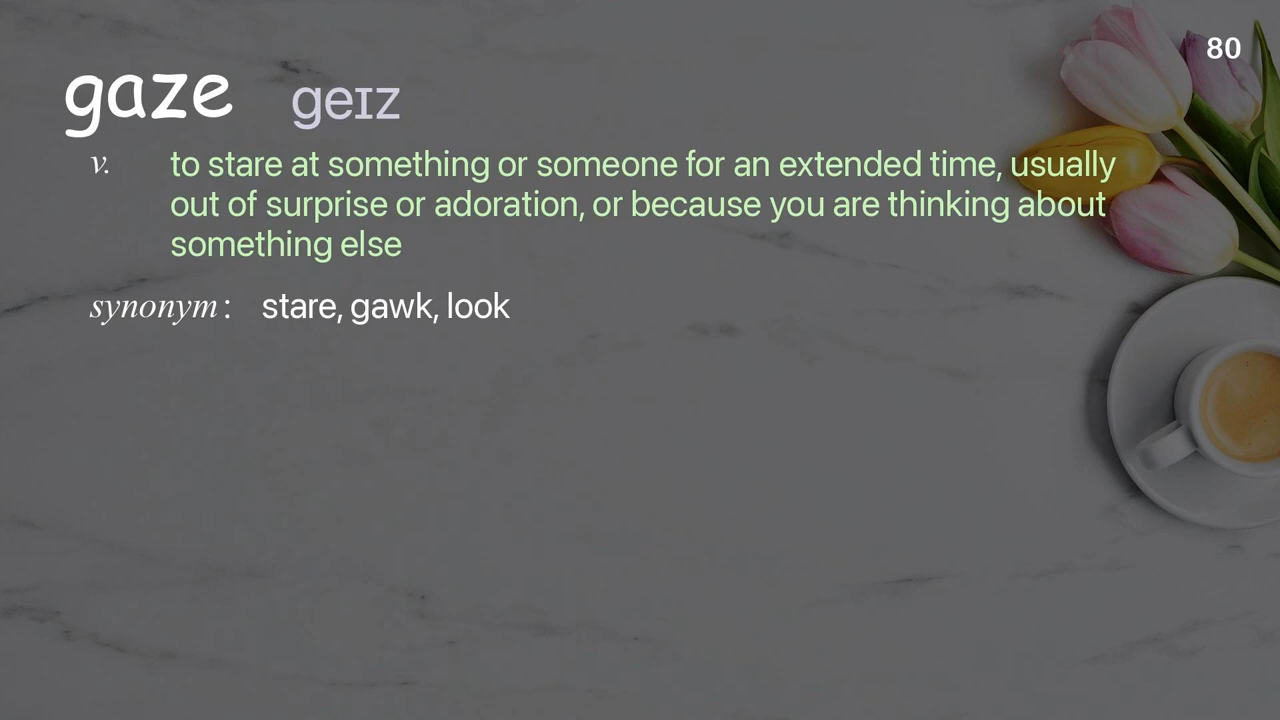 80
gaze geɪz
v. to stare at something or someone for an extended time, usually
out of surprise or adoration, or because you are thinking about
something else
synonym: stare, gawk, look